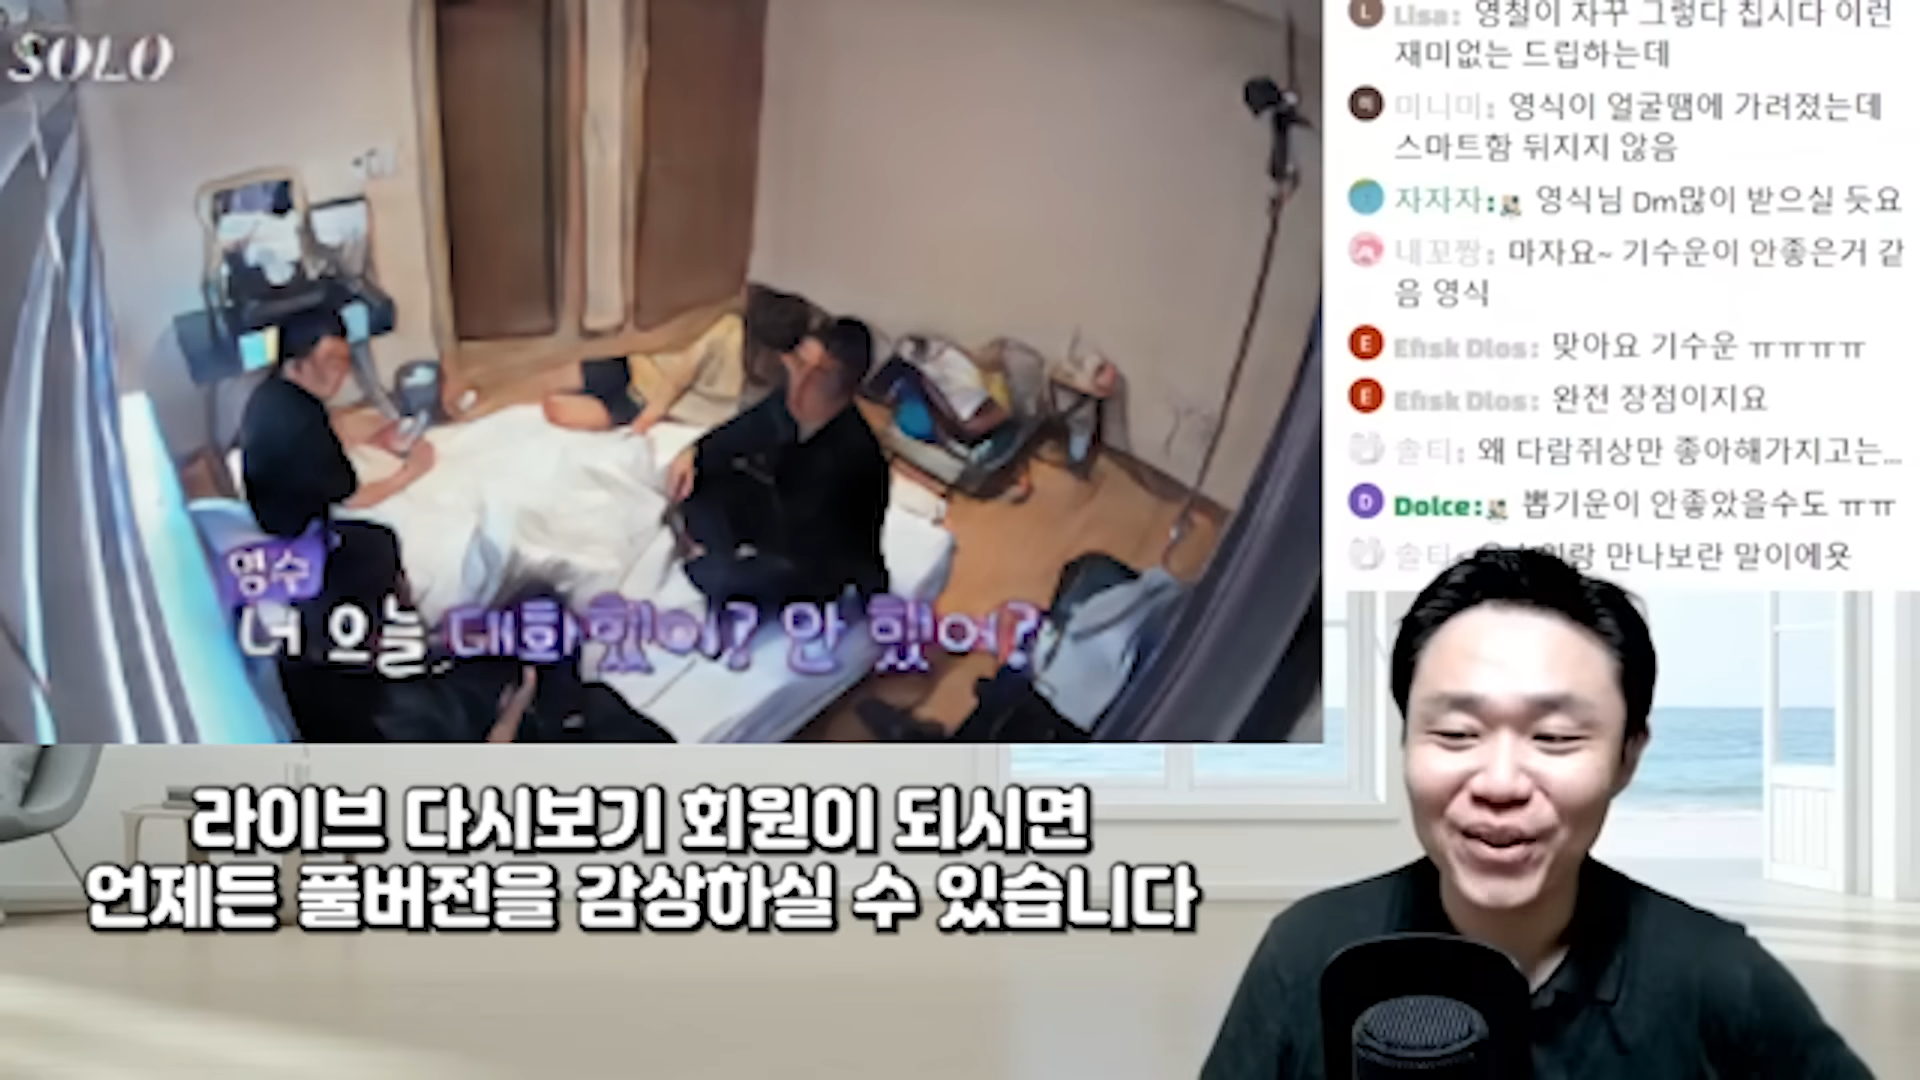 SOLO
영수
너 오늘 대화했어? 안 했어?
라이브 다시보기 회원이 되시면
언제든 풀버전을 감상하실 수 있습니다
Lisa: 영철이 자꾸 그렇다 칩시다 이런
재미없는 드립하는데
미니미: 영식이 얼굴땜에 가려졌는데
스마트함 뒤지지 않음
자자자: 영식님 Dm많이 받으실 듯요
내꼬짱: 마자요~ 기수운이 안좋은거 같
음 영식
Efisk Dlos: 맞아요 기수운 ㅠㅠㅠㅠ
Efisk Dlos: 완전 장점이지요
솔티: 왜 다람쥐상만 좋아해가지고는...
Dolce: 뽑기운이 안좋았을수도 ㅠㅠ
솔티: 만나보란 말이에욧